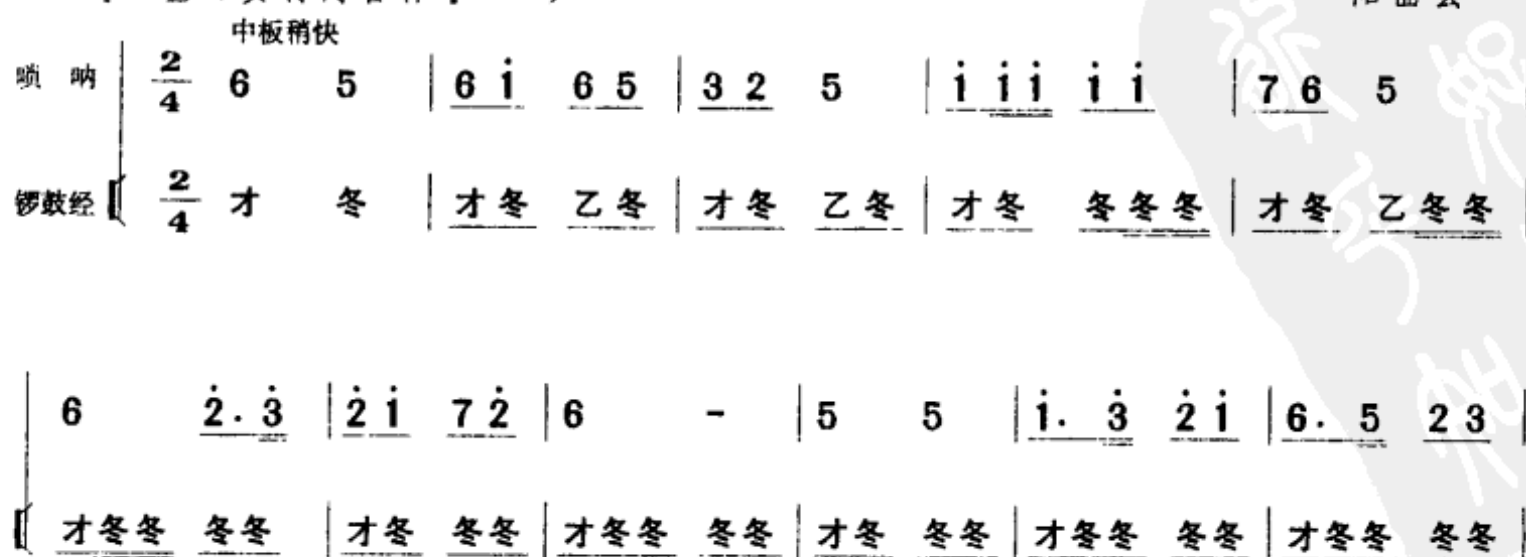 中板稍快
唢 呐 2/4 6 5 | 6 i̇ 6 5 | 3 2 5 | i̇ i̇ i̇ i̇ i̇ | 7 6 5
锣鼓经 2/4 才 冬 | 才 冬 乙 冬 | 才 冬 乙 冬 | 才 冬 冬 冬 冬 | 才 冬 乙 冬 冬
6 2̇ . 3̇ | 2̇ i̇ 7 2̇ | 6 - | 5 5 | i̇ . 3̇ 2̇ i̇ | 6 . 5 2 3 |
才 冬 冬 冬 冬 | 才 冬 冬 冬 | 才 冬 冬 冬 冬 | 才 冬 冬 冬 | 才 冬 冬 冬 冬 | 才 冬 冬 冬 冬 |